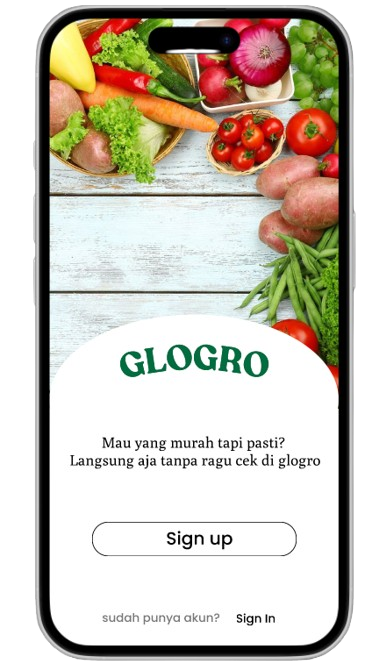 GLOGRO
Mau yang murah tapi pasti?
Langsung aja tanpa ragu cek di glogro
Sign up
sudah punya akun? Sign In